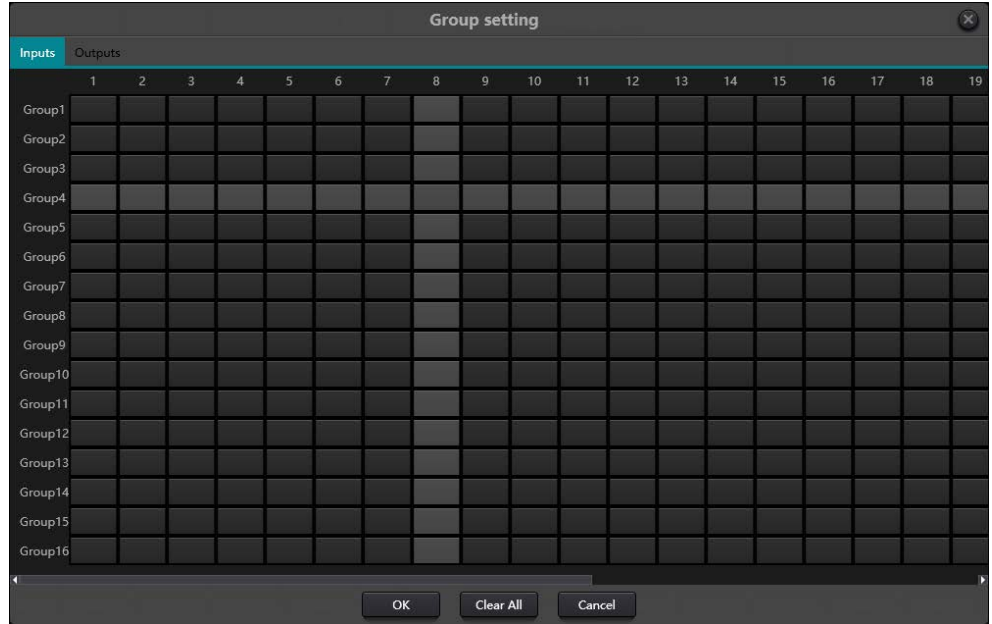 Group setting
Inputs Outputs
1 2 3 4 5 6 7 8 9 10 11 12 13 14 15 16 17 18 19
Group1
Group2
Group3
Group4
Group5
Group6
Group7
Group8
Group9
Group10
Group11
Group12
Group13
Group14
Group15
Group16
OK Clear All Cancel